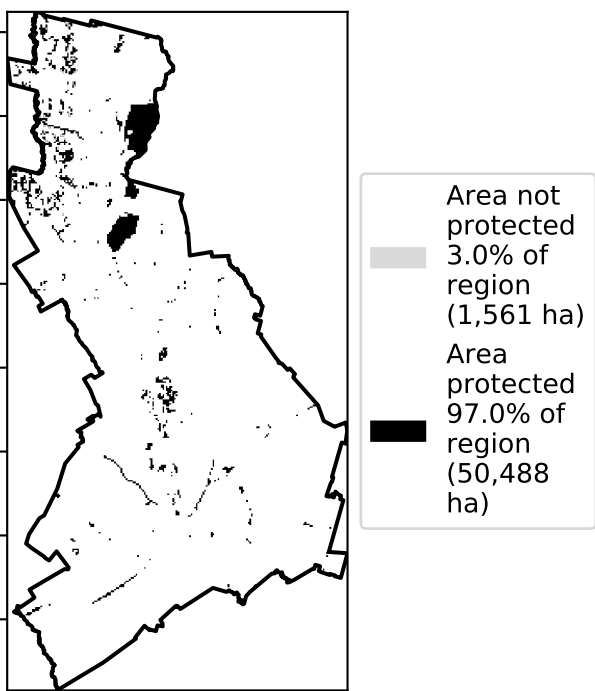 Area not
protected
3.0% of
region
(1,561 ha)
Area
protected
97.0% of
region
(50,488
ha)